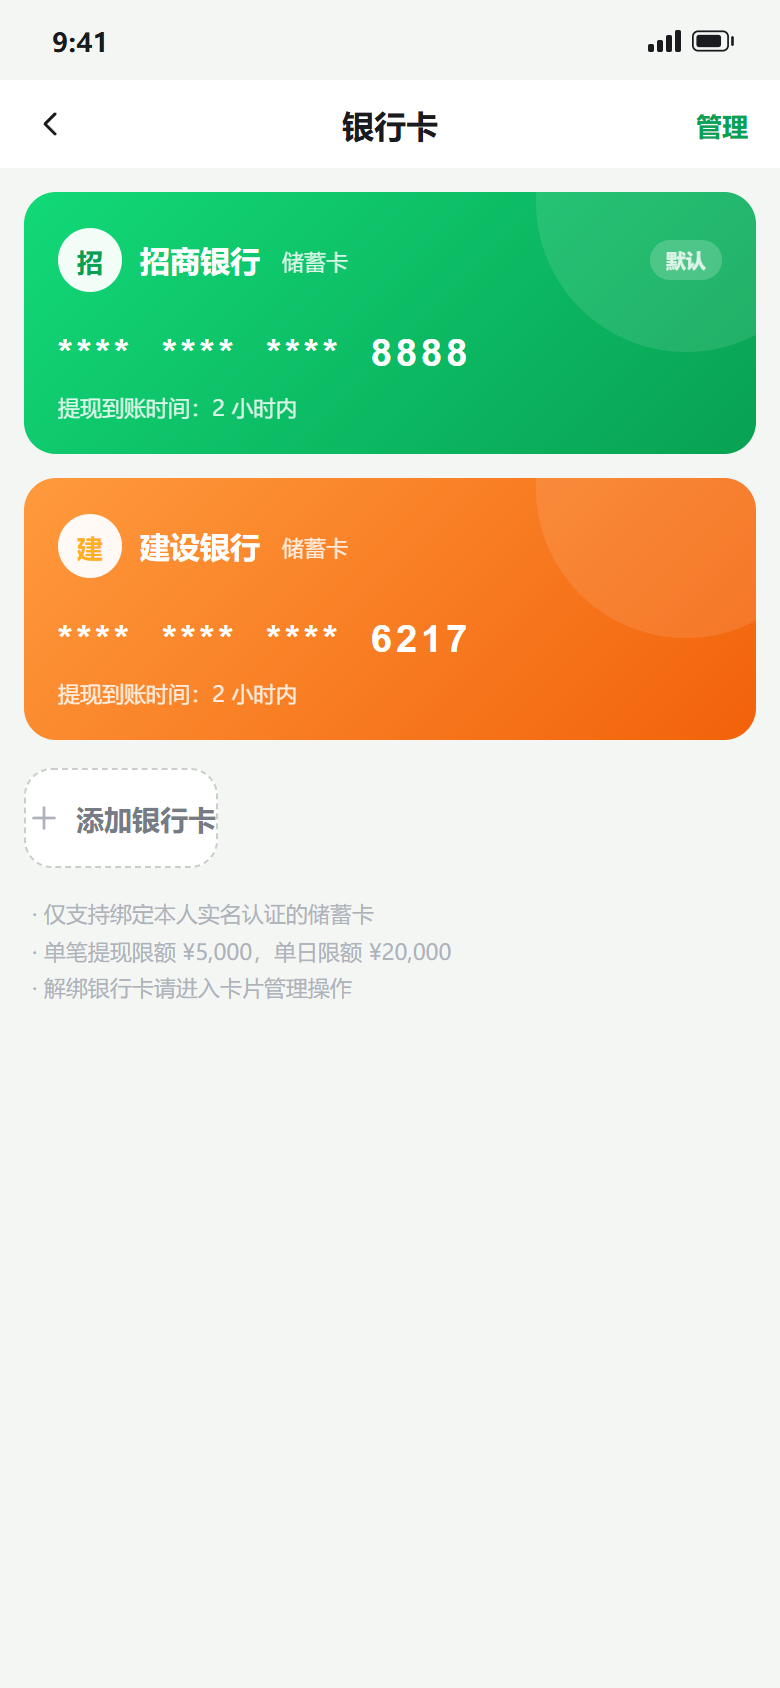 9:41
银行卡
管理
招
招商银行 储蓄卡
默认
**** **** **** 8888
提现到账时间：2 小时内
建
建设银行 储蓄卡
**** **** **** 6217
提现到账时间：2 小时内
添加银行卡
· 仅支持绑定本人实名认证的储蓄卡
· 单笔提现限额 ¥5,000，单日限额 ¥20,000
· 解绑银行卡请进入卡片管理操作